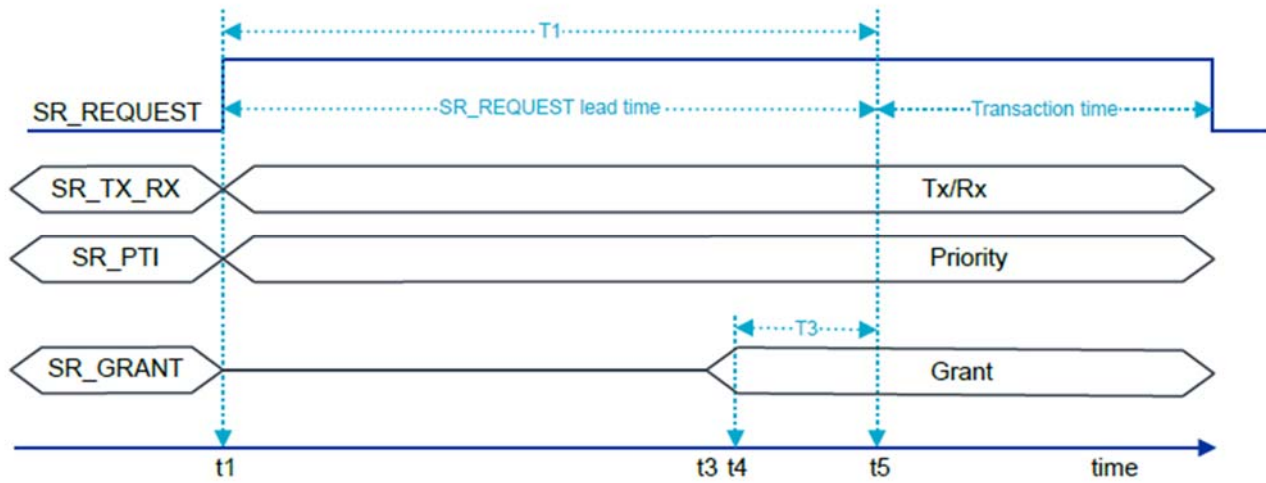 T1
SR_REQUEST
SR_REQUEST lead time
Transaction time
SR_TX_RX
Tx/Rx
SR_PTI
Priority
T3
SR_GRANT
Grant
t1
t3 t4
t5
time